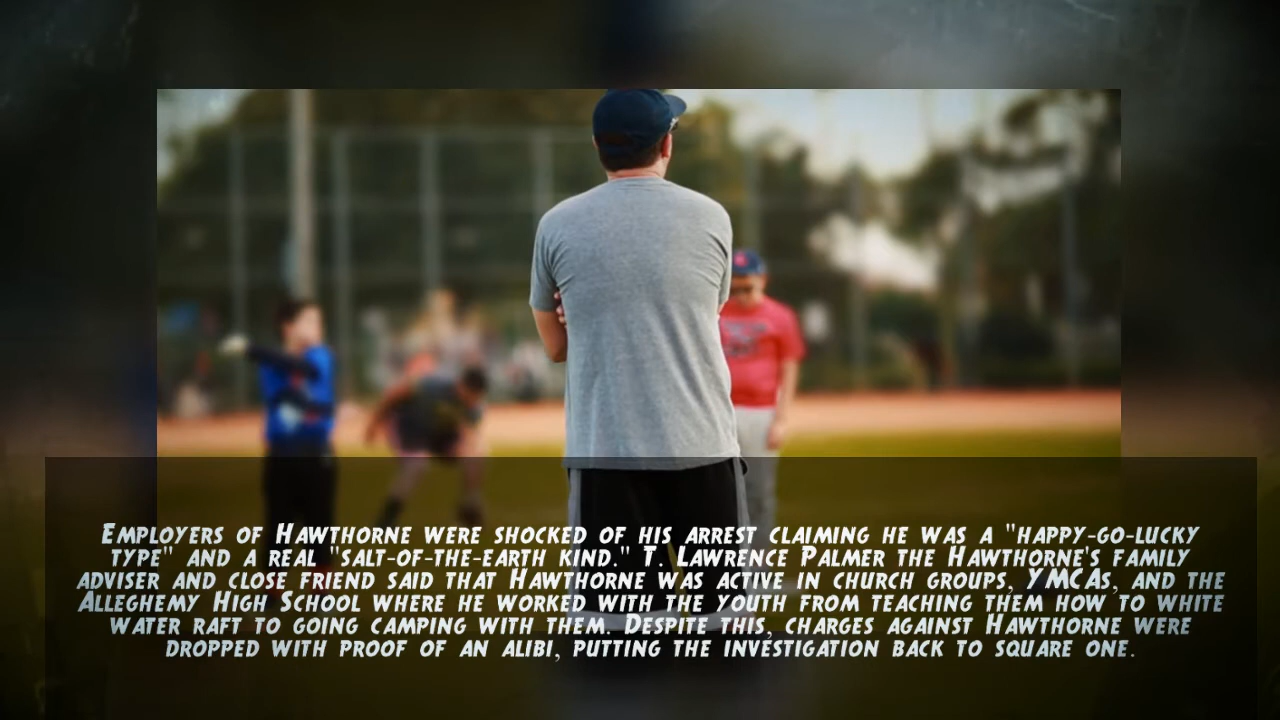 Employers of Hawthorne were shocked of his arrest claiming he was a "happy-go-lucky
type" and a real "salt-of-the-earth kind." T. Lawrence Palmer the Hawthorne's family
adviser and close friend said that Hawthorne was active in church groups, YMCAs, and the
Alleghemy High School where he worked with the youth from teaching them how to white
water raft to going camping with them. Despite this, charges against Hawthorne were
dropped with proof of an alibi, putting the investigation back to square one.